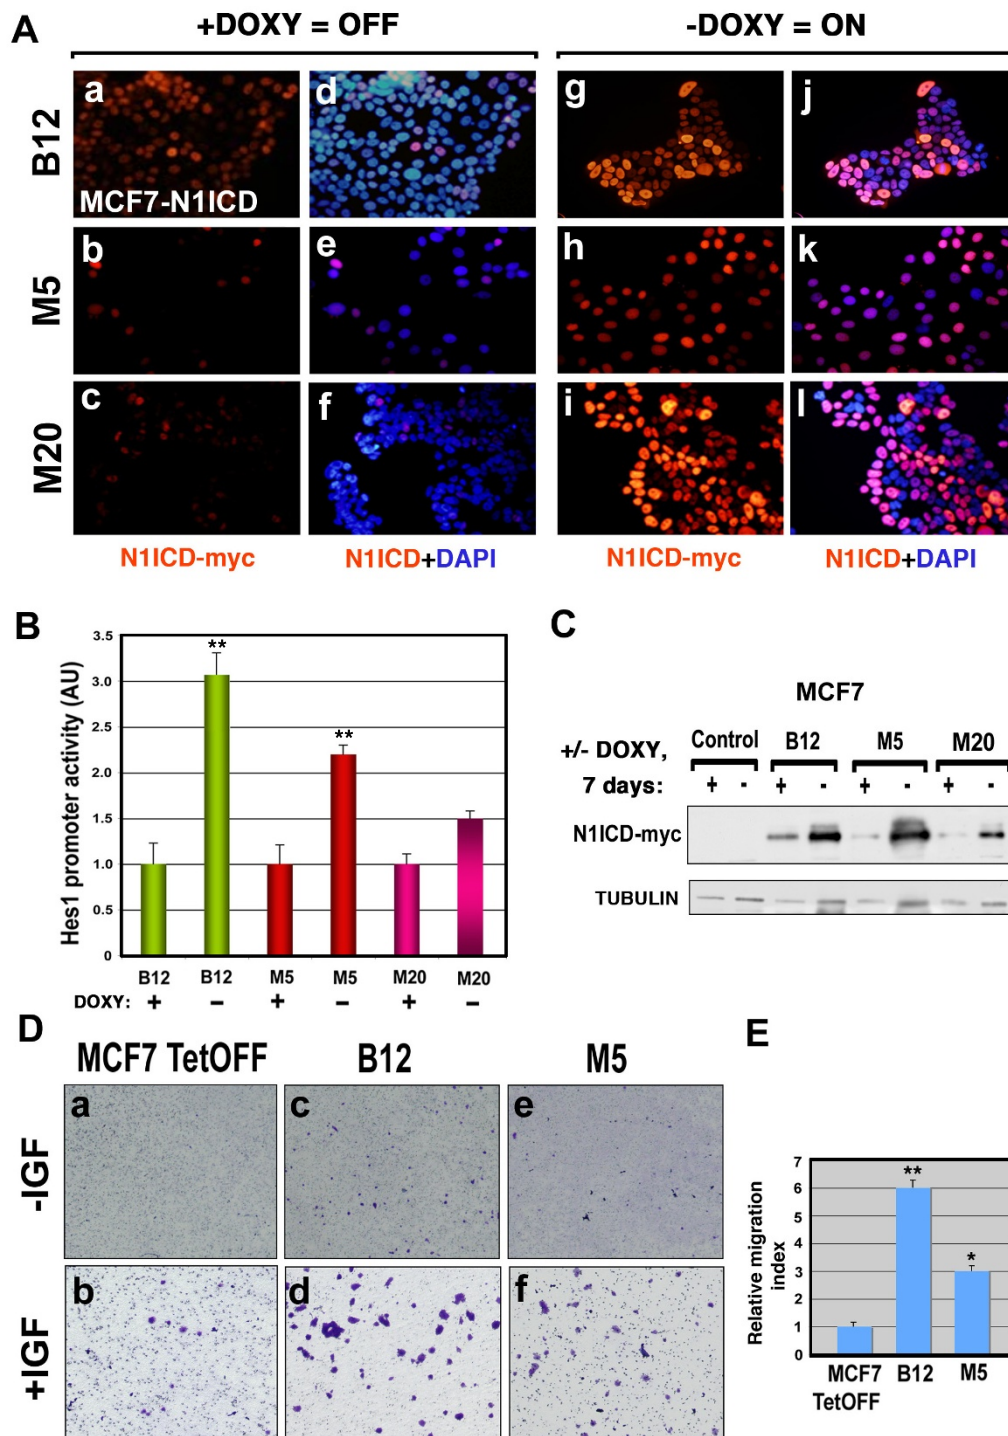 A
+DOXY = OFF
-DOXY = ON
B12
a
d
g
j
MCF7-N1ICD
M5
b
e
h
k
M20
c
f
i
l
N1ICD-myc
N1ICD+DAPI
N1ICD-myc
N1ICD+DAPI
B
Hes1 promoter activity (AU)
3.5
3.0
2.5
2.0
1.5
1.0
0.5
0
**
**
B12 B12 M5 M5 M20 M20
DOXY: + − + − + −
C
MCF7
+/- DOXY,
7 days:
Control B12 M5 M20
+ - + - + - + -
N1ICD-myc
TUBULIN
D
MCF7 TetOFF B12 M5
-IGF
a
c
e
+IGF
b
d
f
E
Relative migration
index
7
6
5
4
3
2
1
0
**
*
MCF7 B12 M5
TetOFF